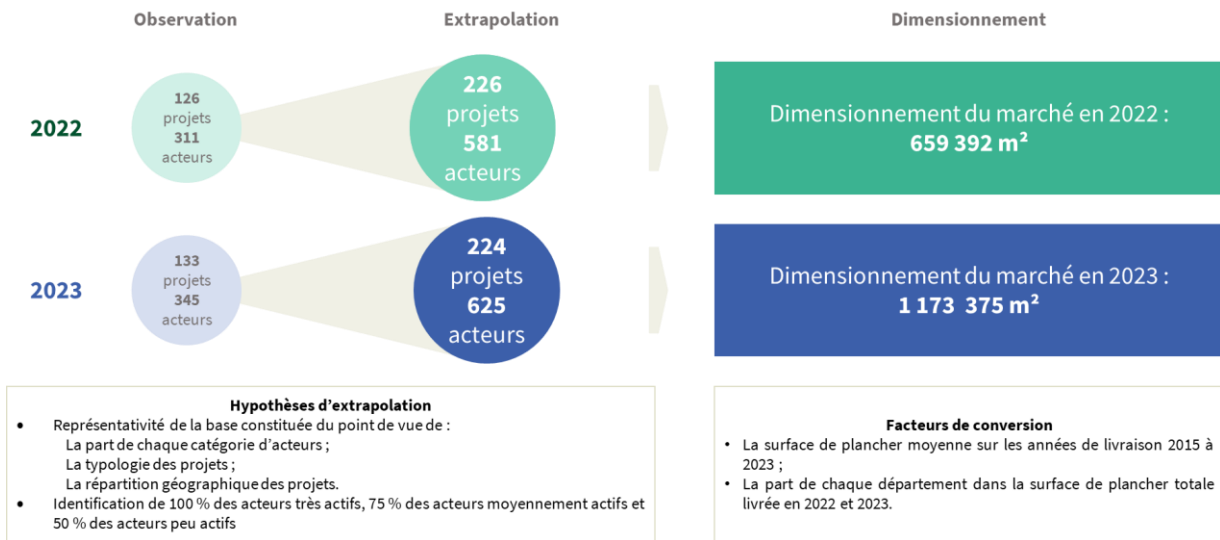 Observation
Extrapolation
Dimensionnement
2022
126
projets
311
acteurs
226
projets
581
acteurs
Dimensionnement du marché en 2022 :
659 392 m²
2023
133
projets
345
acteurs
224
projets
625
acteurs
Dimensionnement du marché en 2023 :
1 173 375 m²
Hypothèses d’extrapolation
• Représentativité de la base constituée du point de vue de :
La part de chaque catégorie d’acteurs ;
La typologie des projets ;
La répartition géographique des projets.
• Identification de 100 % des acteurs très actifs, 75 % des acteurs moyennement actifs et
50 % des acteurs peu actifs
Facteurs de conversion
• La surface de plancher moyenne sur les années de livraison 2015 à
2023 ;
• La part de chaque département dans la surface de plancher totale
livrée en 2022 et 2023.